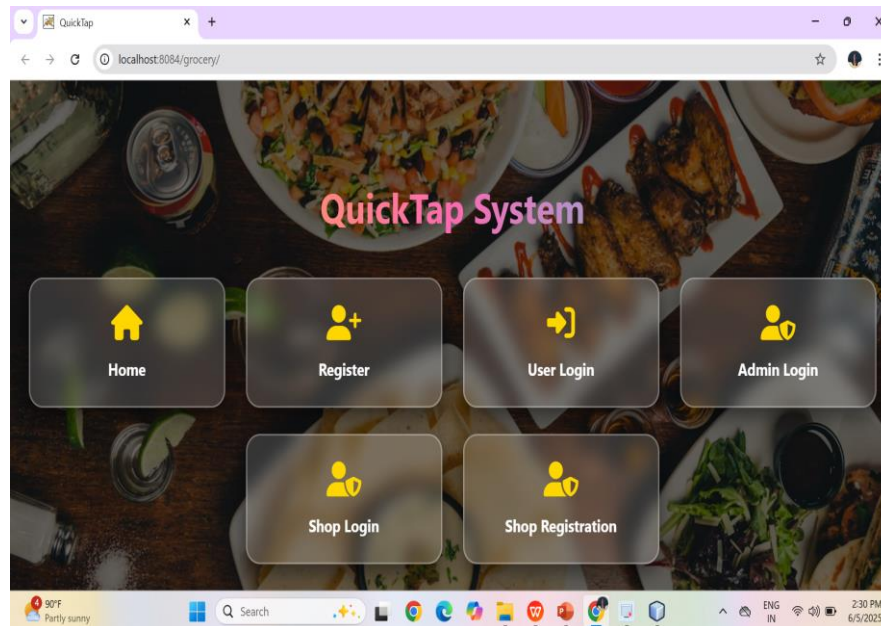 QuickTap
localhost:8084/grocery/
QuickTap System
Home
Register
User Login
Admin Login
Shop Login
Shop Registration
4
90°F
Partly sunny
Search
ENG
IN
2:30 PM
6/5/2025